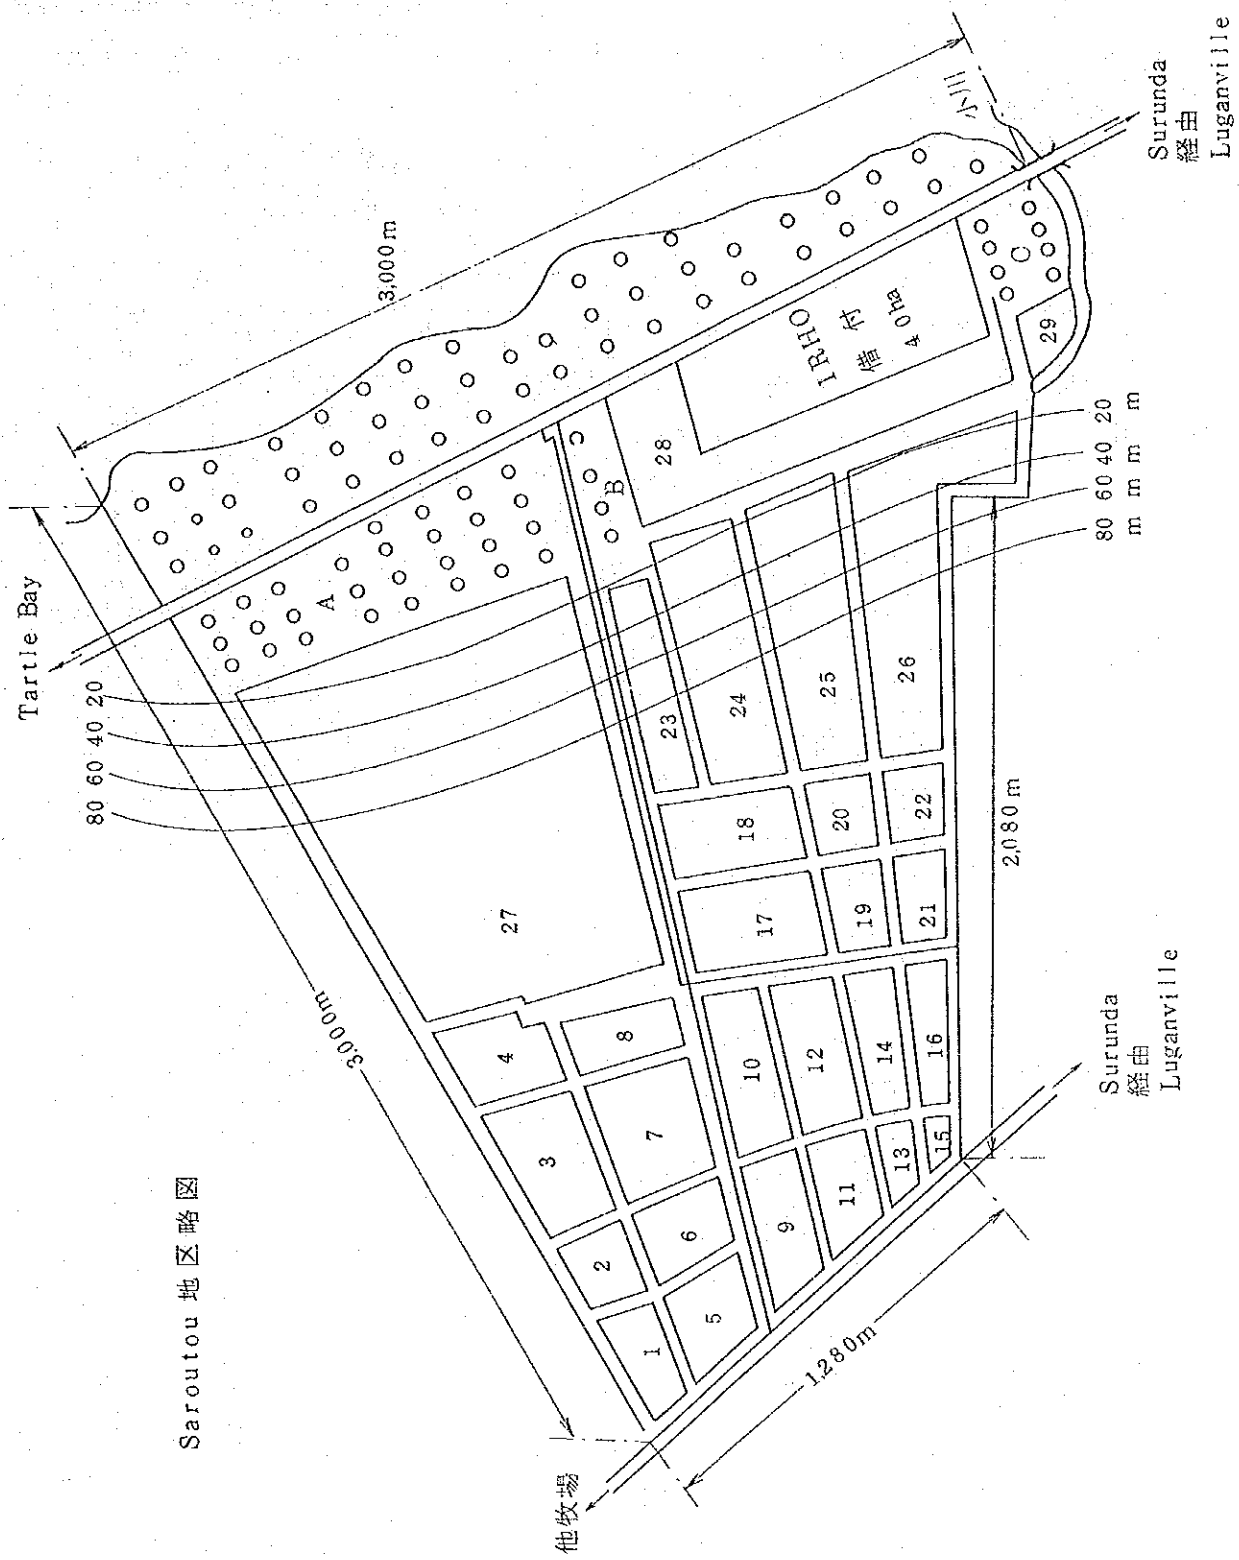 Saroutou 地区略図
Tartle Bay
80 60 40 20
3,000m
小川
Surunda
経由
Luganville
3,000m
A
B
C
IRHO
借付
40ha
27
28
29
1
2
3
4
5
6
7
8
9
10
11
12
13
14
15
16
17
18
19
20
21
22
23
24
25
26
80 60 40 20
m m m m
2,080m
1,280m
他牧場
Surunda
経由
Luganville